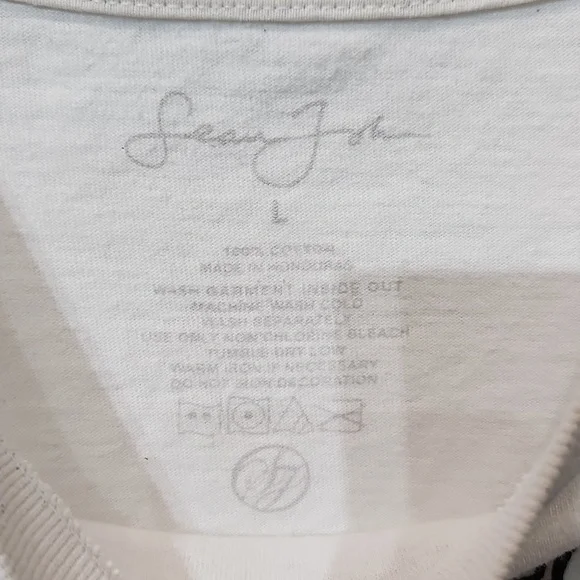 Sean John
L
100% COTTON
MADE IN HONDURAS
WASH GARMENT INSIDE OUT
MACHINE WASH COLD
WASH SEPARATELY
USE ONLY NON CHLORINE BLEACH
TUMBLE DRY LOW
WARM IRON IF NECESSARY
DO NOT IRON DECORATION
SJ